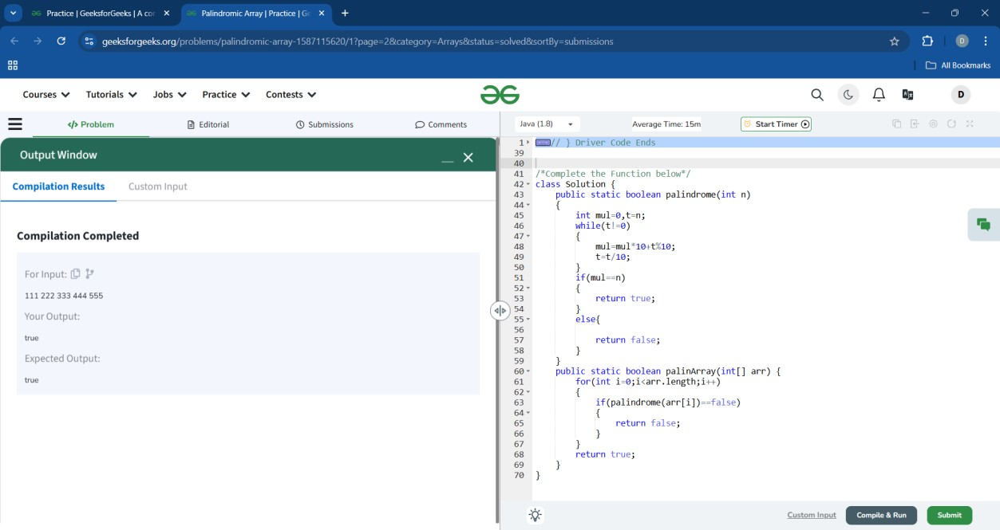 Practice | GeeksforGeeks | A cor
Palindromic Array | Practice | Ge
geeksforgeeks.org/problems/palindromic-array-1587115620/1?page=2&category=Arrays&status=solved&sortBy=submissions
D
All Bookmarks
Courses
Tutorials
Jobs
Practice
Contests
D
</> Problem
Editorial
Submissions
Comments
Java (1.8)
Average Time: 15m
Start Timer
Output Window
Compilation Results
Custom Input
Compilation Completed
For Input:
111 222 333 444 555
Your Output:
true
Expected Output:
true
1 // } Driver Code Ends
39
40
41 /*Complete the Function below*/
42 class Solution {
43 public static boolean palindrome(int n)
44 {
45 int mul=0,t=n;
46 while(t!=0)
47 {
48 mul=mul*10+t%10;
49 t=t/10;
50 }
51 if(mul==n)
52 {
53 return true;
54 }
55 else{
56
57 return false;
58 }
59 }
60 public static boolean palinArray(int[] arr) {
61 for(int i=0;i<arr.length;i++)
62 {
63 if(palindrome(arr[i])==false)
64 {
65 return false;
66 }
67 }
68 return true;
69 }
70 }
Custom Input
Compile & Run
Submit